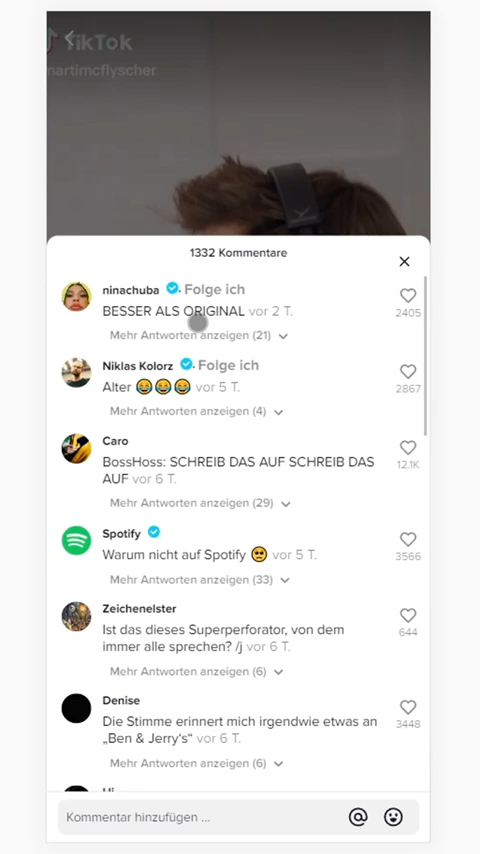 TikTok
martimcflyscher
1332 Kommentare
ninachuba Folge ich
BESSER ALS ORIGINAL vor 2 T.
2405
Mehr Antworten anzeigen (21)
Niklas Kolorz Folge ich
Alter 😂😂😂 vor 5 T.
2867
Mehr Antworten anzeigen (4)
Caro
BossHoss: SCHREIB DAS AUF SCHREIB DAS
AUF vor 6 T.
12.1K
Mehr Antworten anzeigen (29)
Spotify
Warum nicht auf Spotify 🥺 vor 5 T.
3566
Mehr Antworten anzeigen (33)
Zeichenelster
Ist das dieses Superperforator, von dem
immer alle sprechen? /j vor 6 T.
644
Mehr Antworten anzeigen (6)
Denise
Die Stimme erinnert mich irgendwie etwas an
„Ben & Jerry‘s“ vor 6 T.
3448
Mehr Antworten anzeigen (6)
Kommentar hinzufügen ...